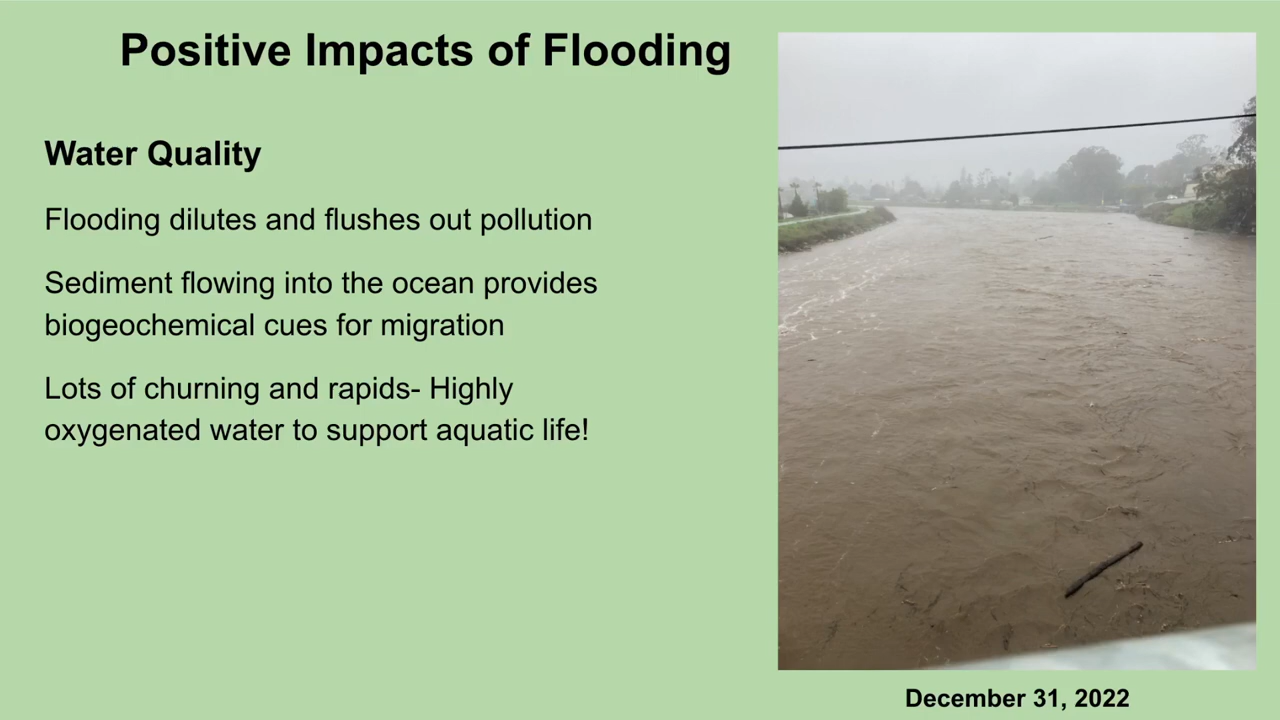 Positive Impacts of Flooding
Water Quality
Flooding dilutes and flushes out pollution
Sediment flowing into the ocean provides
biogeochemical cues for migration
Lots of churning and rapids- Highly
oxygenated water to support aquatic life!
December 31, 2022